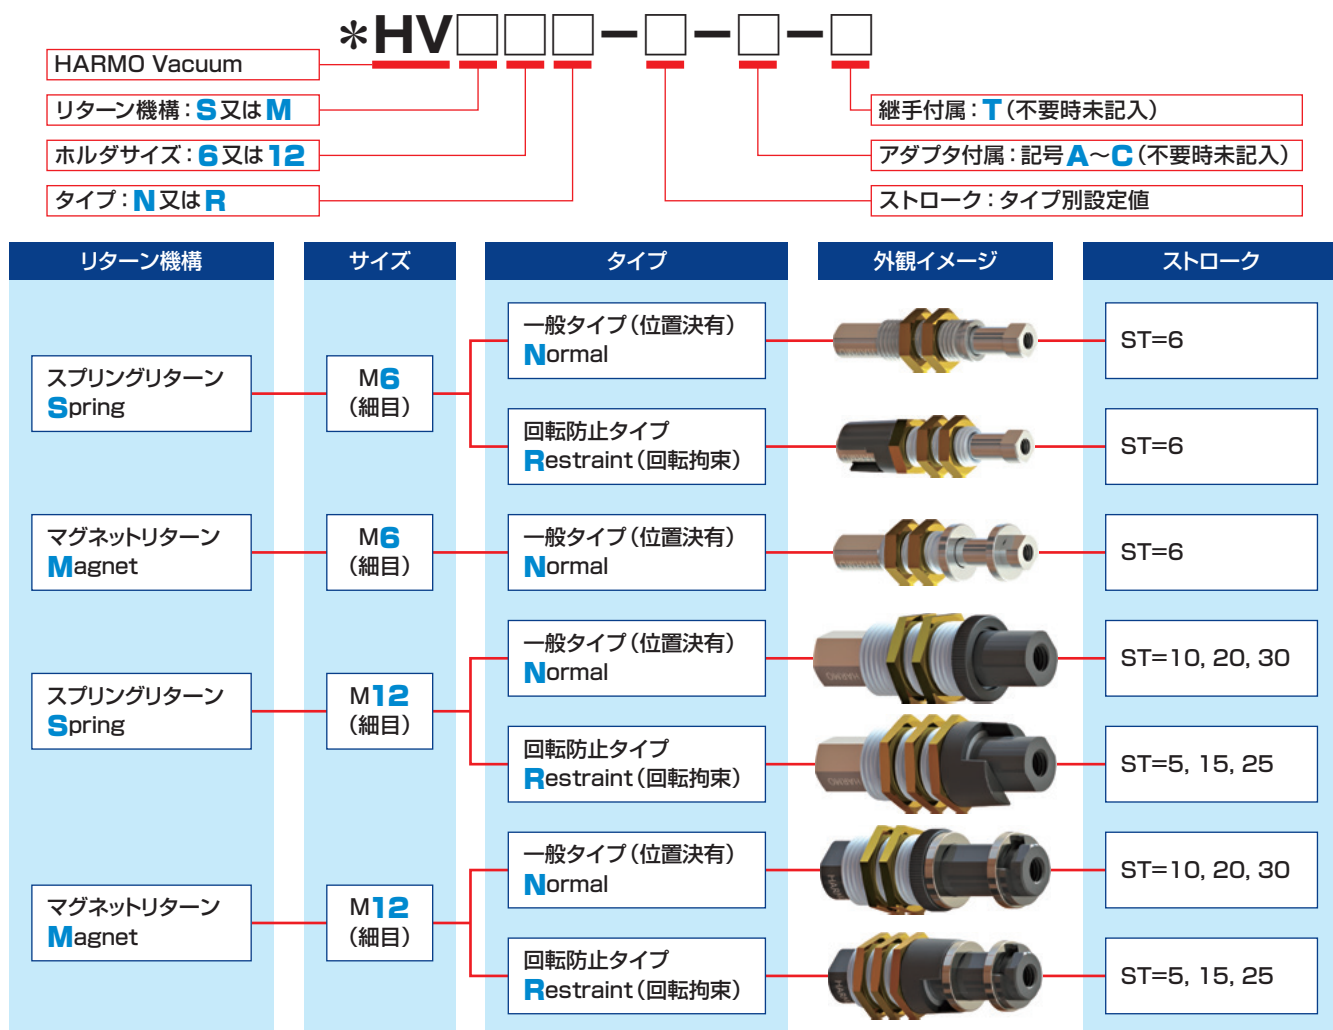 *HV□□□-□-□-□
HARMO Vacuum
リターン機構：S又はM
ホルダサイズ：6又は12
タイプ：N又はR
継手付属：T（不要時未記入）
アダプタ付属：記号A～C（不要時未記入）
ストローク：タイプ別設定値
リターン機構 サイズ タイプ 外観イメージ ストローク
スプリングリターン
Spring
M6
（細目）
一般タイプ（位置決有）
Normal
ST=6
回転防止タイプ
Restraint（回転拘束）
ST=6
マグネットリターン
Magnet
M6
（細目）
一般タイプ（位置決有）
Normal
ST=6
スプリングリターン
Spring
M12
（細目）
一般タイプ（位置決有）
Normal
HARMO
ST=10, 20, 30
回転防止タイプ
Restraint（回転拘束）
HARMO
ST=5, 15, 25
マグネットリターン
Magnet
M12
（細目）
一般タイプ（位置決有）
Normal
ST=10, 20, 30
回転防止タイプ
Restraint（回転拘束）
ST=5, 15, 25